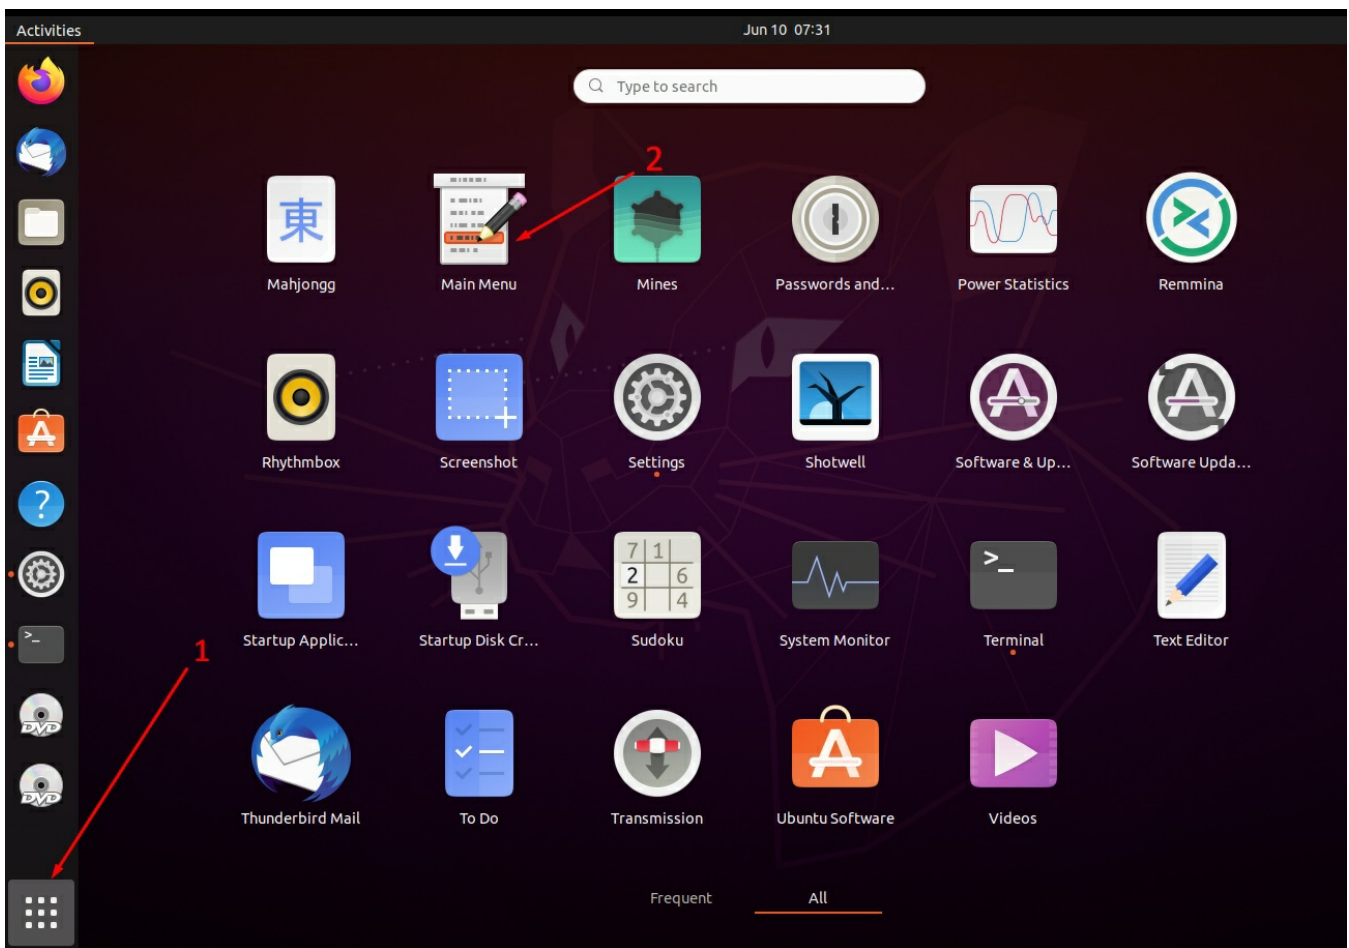 Activities
Jun 10 07:31
Type to search
2
東
Mahjongg
Main Menu
Mines
Passwords and...
Power Statistics
Remmina
Rhythmbox
Screenshot
Settings
Shotwell
Software & Up...
Software Upda...
?
>_
7 1
2 6
9 4
>_
Startup Applic...
Startup Disk Cr...
Sudoku
System Monitor
Terminal
Text Editor
1
DVD
DVD
Thunderbird Mail
To Do
Transmission
Ubuntu Software
Videos
Frequent
All